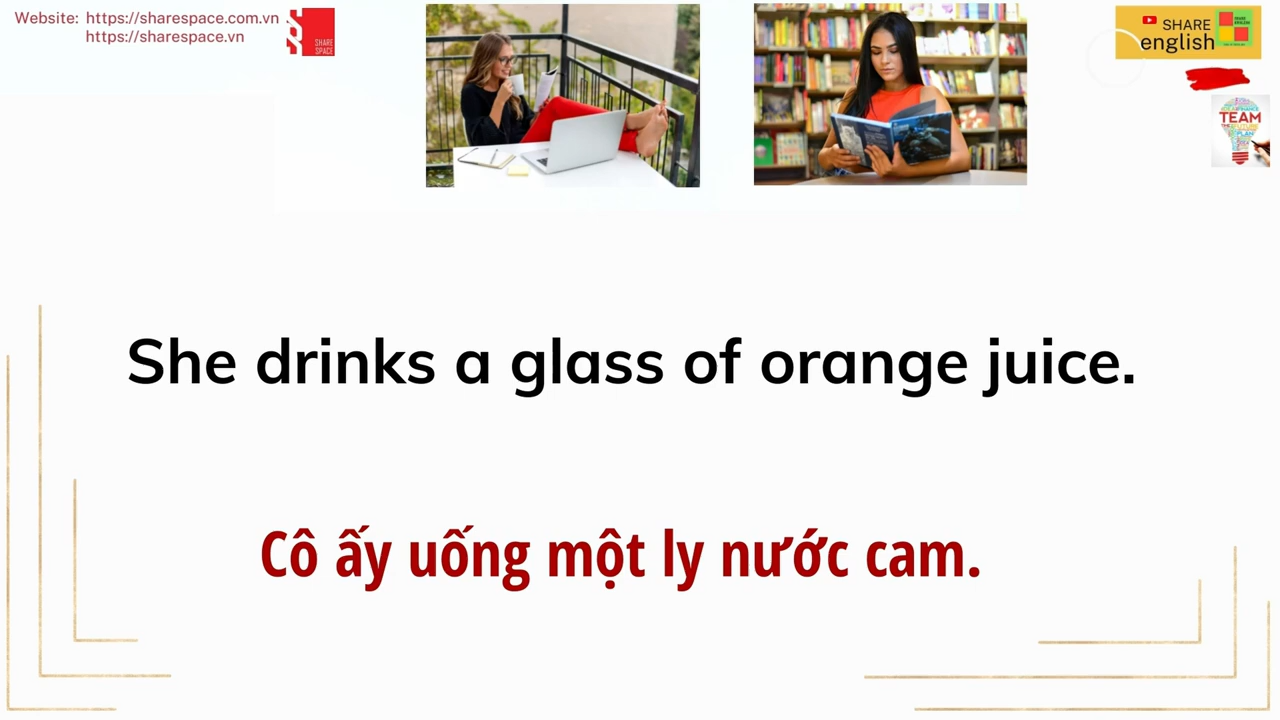 Website: https://sharespace.com.vn
https://sharespace.vn
SHARE
SPACE
SHARE
english
TEAM
PLAN
She drinks a glass of orange juice.
Cô ấy uống một ly nước cam.